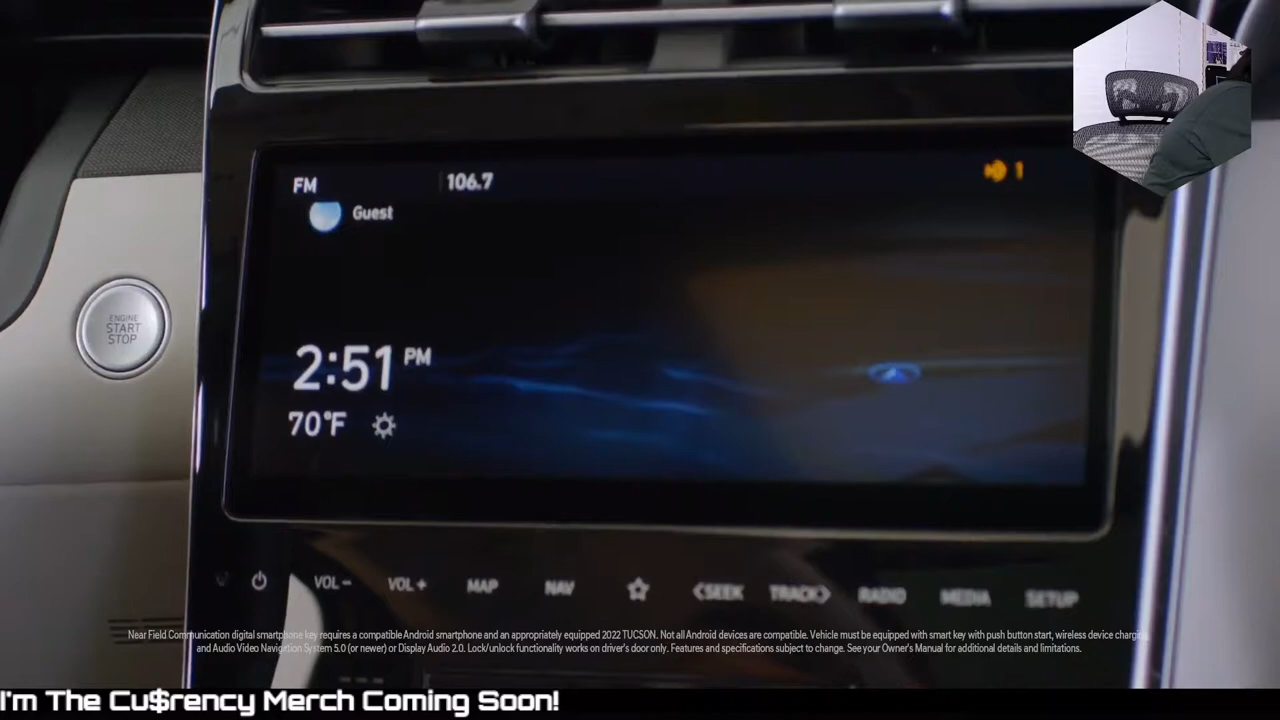 FM 106.7 1
Guest
ENGINE
START
STOP
2:51 PM
70°F
VOL- VOL+ MAP NAV <SEEK TRACK> RADIO MEDIA SETUP
Near Field Communication digital smartphone key requires a compatible Android smartphone and an appropriately equipped 2022 TUCSON. Not all Android devices are compatible. Vehicle must be equipped with smart key with push button start, wireless device charging
and Audio Video Navigation System 5.0 (or newer) or Display Audio 2.0. Lock/unlock functionality works on driver's door only. Features and specifications subject to change. See your Owner's Manual for additional details and limitations.
I'm The Cu$rency Merch Coming Soon!